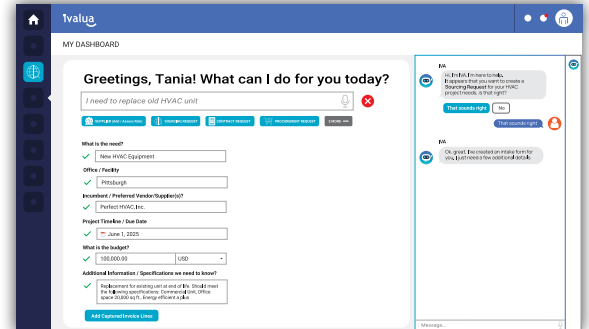 ivalua
MY DASHBOARD
Greetings, Tania! What can I do for you today?
I need to replace old HVAC unit
SUPPLIER (Add / Assess Risk)
SOURCING REQUEST
CONTRACT REQUEST
PROCUREMENT REQUEST
What is the need?
New HVAC Equipment
Office / Facility
Pittsburgh
Incumbent / Preferred Vendor/Supplier(s)?
Perfect HVAC, Inc.
Project Timeline / Due Date
June 1, 2025
What is the budget?
100,000.00
USD
Additional Information / Specifications we need to know?
Replacement for existing unit at end of life. Should meet
the following specifications: Commercial Unit, Office
space 20,000 sq ft., Energy efficient a plus
Add Captured Invoice Lines
IVA
Hi, I'm IVA. I'm here to help.
It appears that you want to create a
Sourcing Request for your HVAC
project needs, is that right?
That sounds right
No
That sounds right
IVA
Ok, great. I've created an intake form for
you, I just need a few additional details
Message...